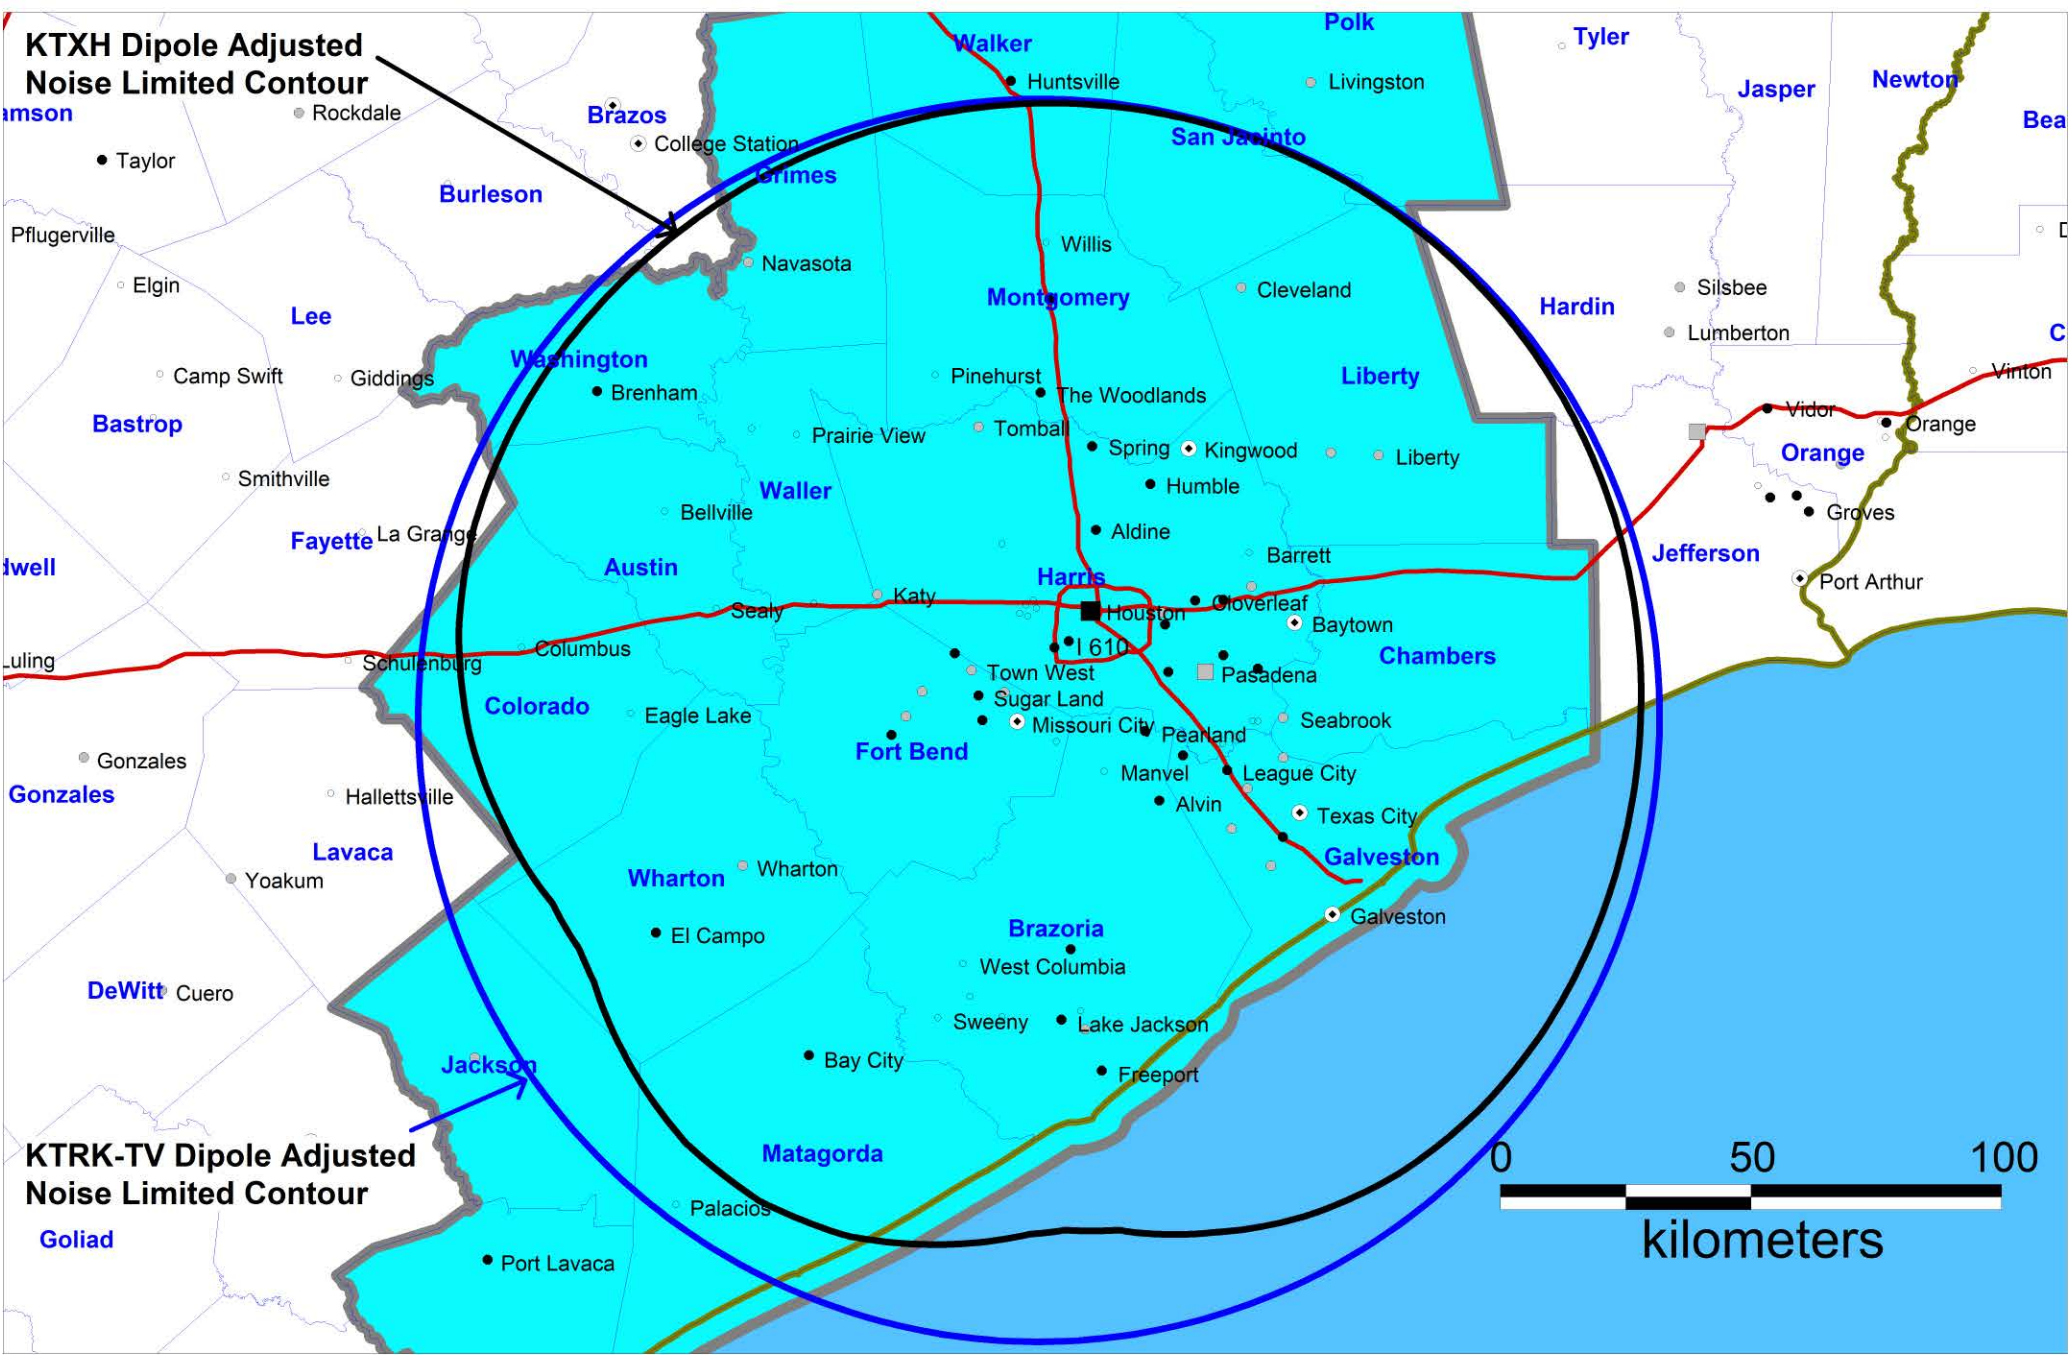 KTXH Dipole Adjusted
Noise Limited Contour
Walker
Polk
Tyler
Huntsville
Livingston
Jasper
Newton
amson
Rockdale
Brazos
Bea
College Station
San Jacinto
Taylor
Grimes
Burleson
Pflugerville
Willis
D
Navasota
Elgin
Montgomery
Cleveland
Silsbee
Lee
Hardin
Lumberton
C
Washington
Camp Swift
Giddings
Pinehurst
Liberty
Vinton
Brenham
The Woodlands
Vidor
Bastrop
Prairie View
Tomball
Orange
Spring
Kingwood
Liberty
Orange
Smithville
Waller
Humble
Bellville
Groves
Fayette
La Grange
Aldine
dwell
Austin
Barrett
Jefferson
Harris
Port Arthur
Katy
Sealy
Cloverleaf
Houston
Baytown
Luling
Schulenburg
Columbus
I 610
Chambers
Town West
Pasadena
Colorado
Eagle Lake
Sugar Land
Missouri City
Seabrook
Fort Bend
Pearland
Gonzales
Manvel
League City
Gonzales
Hallettsville
Alvin
Texas City
Lavaca
Galveston
Yoakum
Wharton
Wharton
Brazoria
Galveston
El Campo
West Columbia
DeWitt
Cuero
Sweeny
Lake Jackson
Jackson
Bay City
Freeport
KTRK-TV Dipole Adjusted
Noise Limited Contour
Matagorda
0 50 100
Palacios
Goliad
kilometers
Port Lavaca